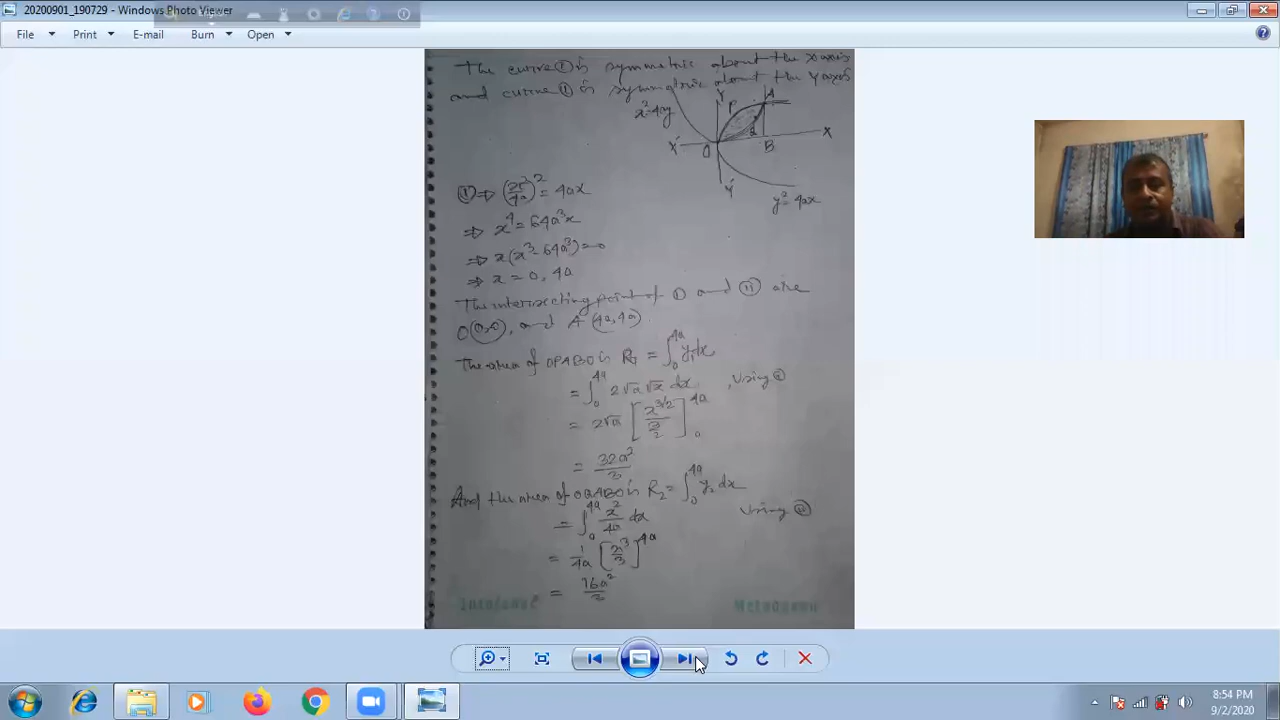 20200901_190729 - Windows Photo Viewer
File Print E-mail Burn Open
The curve Ⓘ is symmetric about the X axis
and curve Ⓘⓘ is symmetric about the Y axis
x²=4ay
Y P A
X' O B X
Y'
y²=4ax
Ⓘ ⇒ (x²/4a)² = 4ax
⇒ x⁴ = 64a³x
⇒ x(x³-64a³)=0
⇒ x = 0, 4a
The intersecting point of Ⓘ and Ⓘⓘ are
O(0,0), and A (4a,4a)
The area of OPABO is R₁ = ∫₀^4a y₁dx
= ∫₀^4a 2√a √x dx , Using Ⓘ
= 2√a [x^3/2 / 3/2]₀^4a
= 32a²/3
And the area of OQABO is R₂ = ∫₀^4a y₂ dx
= ∫₀^4a x²/4a dx Using Ⓘⓘ
= 1/4a [x³/3]^4a
= 16a²/3
8:54 PM
9/2/2020